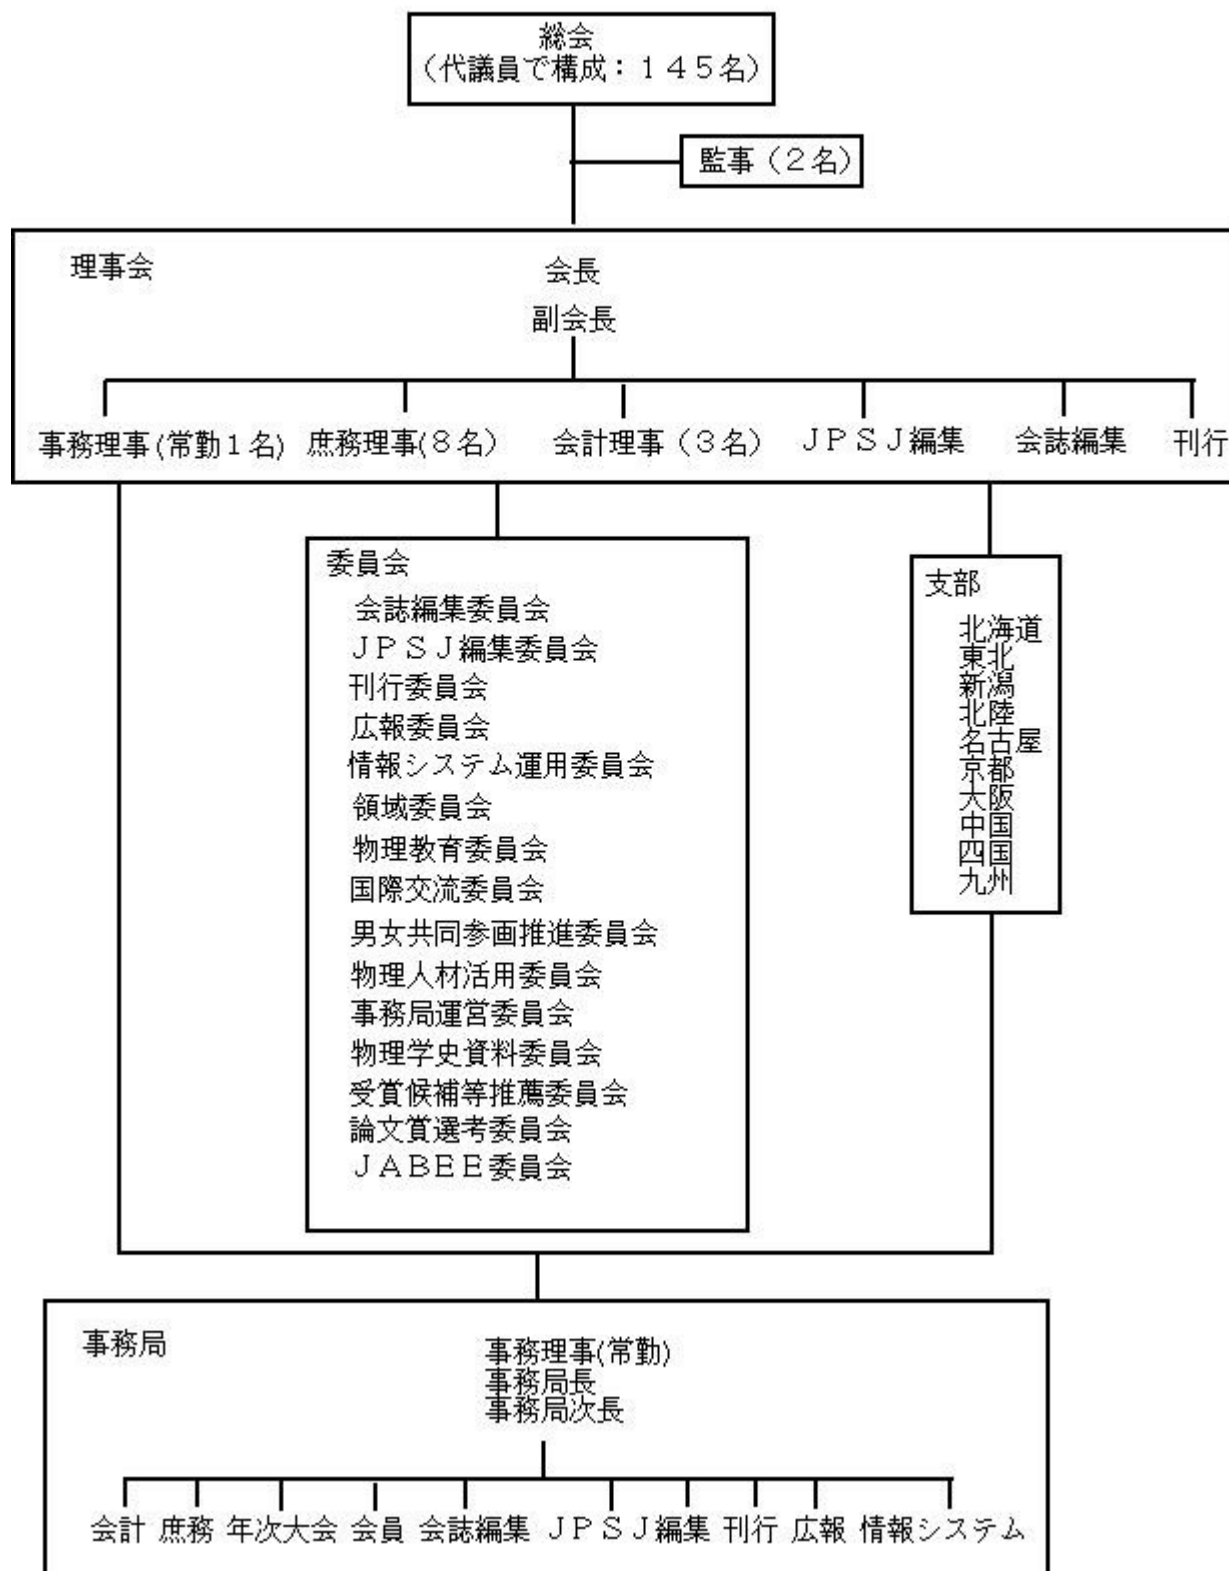 総会
（代議員で構成：１４５名）
監事（２名）
理事会
会長
副会長
事務理事(常勤１名)
庶務理事(８名）
会計理事（３名）
ＪＰＳＪ編集
会誌編集
刊行
委員会
会誌編集委員会
ＪＰＳＪ編集委員会
刊行委員会
広報委員会
情報システム運用委員会
領域委員会
物理教育委員会
国際交流委員会
男女共同参画推進委員会
物理人材活用委員会
事務局運営委員会
物理学史資料委員会
受賞候補等推薦委員会
論文賞選考委員会
ＪＡＢＥＥ委員会
支部
北海道
東北
新潟
北陸
名古屋
京都
大阪
中国
四国
九州
事務局
事務理事(常勤)
事務局長
事務局次長
会計 庶務 年次大会 会員 会誌編集 ＪＰＳＪ編集 刊行 広報 情報システム